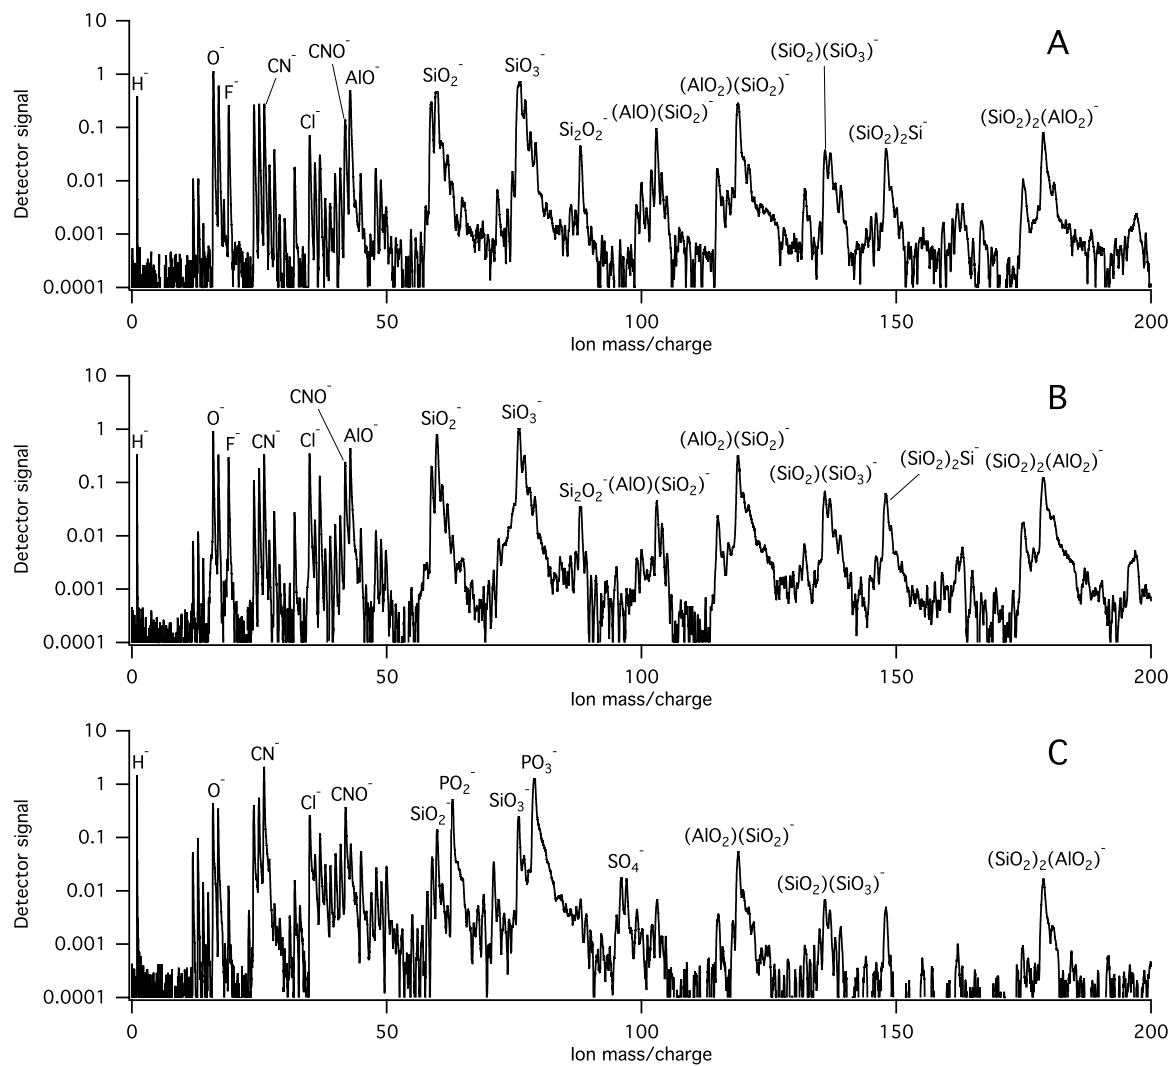 A
10
1
0.1
0.01
0.001
0.0001
Detector signal
H⁻
O⁻
F⁻
CN⁻
Cl⁻
CNO⁻
AlO⁻
SiO₂⁻
SiO₃⁻
Si₂O₂⁻
(AlO)(SiO₂)⁻
(AlO₂)(SiO₂)⁻
(SiO₂)(SiO₃)⁻
(SiO₂)₂Si⁻
(SiO₂)₂(AlO₂)⁻
0 50 100 150 200
Ion mass/charge
B
10
1
0.1
0.01
0.001
0.0001
Detector signal
H⁻
O⁻
F⁻
CN⁻
Cl⁻
CNO⁻
AlO⁻
SiO₂⁻
SiO₃⁻
Si₂O₂⁻
(AlO)(SiO₂)⁻
(AlO₂)(SiO₂)⁻
(SiO₂)(SiO₃)⁻
(SiO₂)₂Si⁻
(SiO₂)₂(AlO₂)⁻
0 50 100 150 200
Ion mass/charge
C
10
1
0.1
0.01
0.001
0.0001
Detector signal
H⁻
O⁻
CN⁻
Cl⁻
CNO⁻
SiO₂⁻
PO₂⁻
SiO₃⁻
PO₃⁻
SO₄⁻
(AlO₂)(SiO₂)⁻
(SiO₂)(SiO₃)⁻
(SiO₂)₂(AlO₂)⁻
0 50 100 150 200
Ion mass/charge